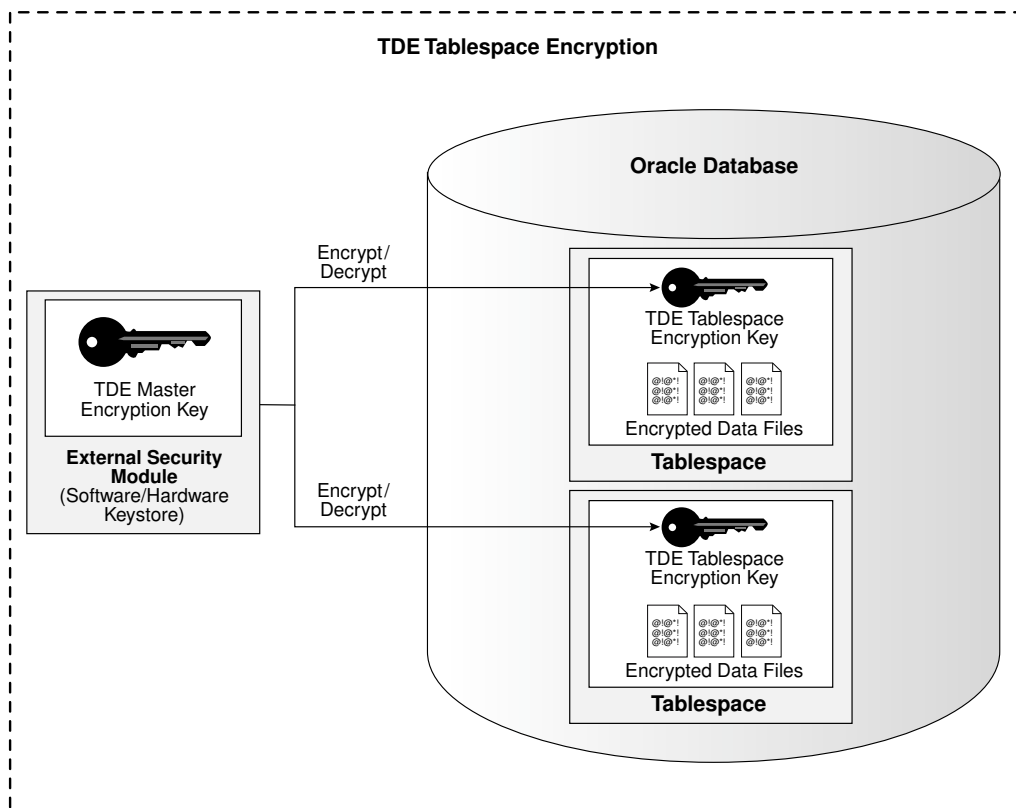 TDE Tablespace Encryption
Oracle Database
Encrypt/
Decrypt
TDE Master
Encryption Key
External Security
Module
(Software/Hardware
Keystore)
TDE Tablespace
Encryption Key
@!@*! @!@*! @!@*!
@!@*! @!@*! @!@*!
@!@*! @!@*! @!@*!
Encrypted Data Files
Tablespace
Encrypt/
Decrypt
TDE Tablespace
Encryption Key
@!@*! @!@*! @!@*!
@!@*! @!@*! @!@*!
@!@*! @!@*! @!@*!
Encrypted Data Files
Tablespace